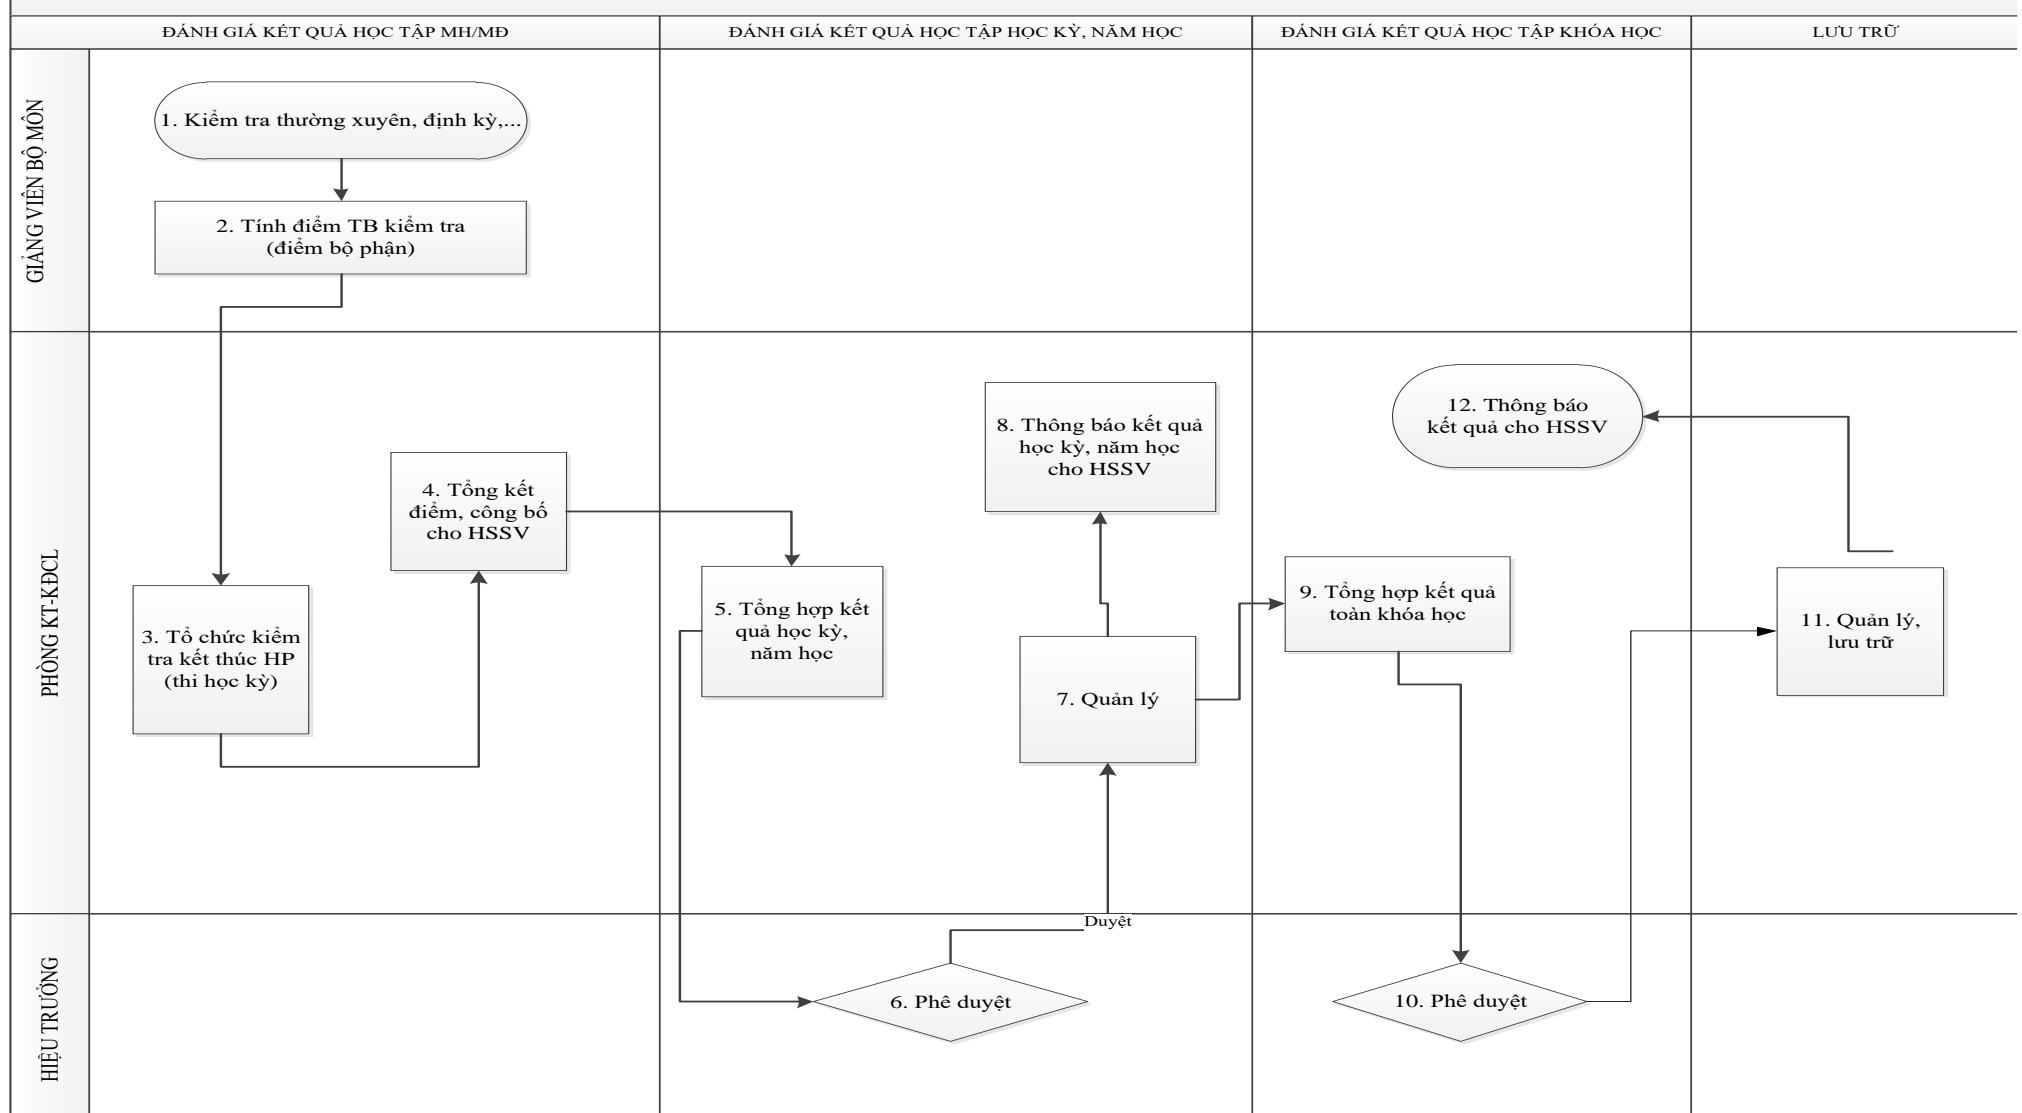 ĐÁNH GIÁ KẾT QUẢ HỌC TẬP MH/MĐ
ĐÁNH GIÁ KẾT QUẢ HỌC TẬP HỌC KỲ, NĂM HỌC
ĐÁNH GIÁ KẾT QUẢ HỌC TẬP KHÓA HỌC
LƯU TRỮ
GIẢNG VIÊN BỘ MÔN
1. Kiểm tra thường xuyên, định kỳ,...
2. Tính điểm TB kiểm tra
(điểm bộ phận)
PHÒNG KT-KĐCL
3. Tổ chức kiểm
tra kết thúc HP
(thi học kỳ)
4. Tổng kết
điểm, công bố
cho HSSV
5. Tổng hợp kết
quả học kỳ,
năm học
8. Thông báo kết quả
học kỳ, năm học
cho HSSV
7. Quản lý
12. Thông báo
kết quả cho HSSV
9. Tổng hợp kết quả
toàn khóa học
11. Quản lý,
lưu trữ
HIỆU TRƯỞNG
Duyệt
6. Phê duyệt
10. Phê duyệt